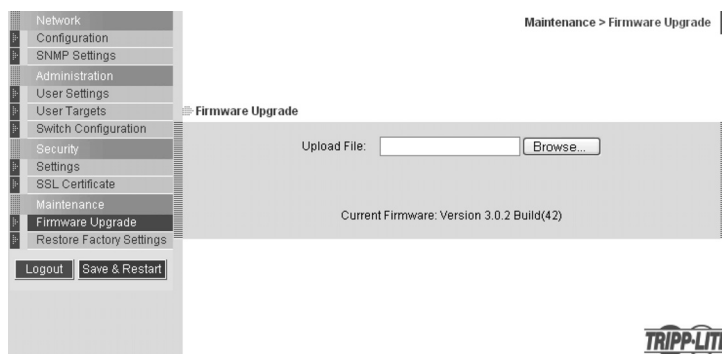 Network
Configuration
SNMP Settings
Administration
User Settings
User Targets
Switch Configuration
Security
Settings
SSL Certificate
Maintenance
Firmware Upgrade
Restore Factory Settings
Logout Save & Restart
Maintenance > Firmware Upgrade
Firmware Upgrade
Upload File: Browse...
Current Firmware: Version 3.0.2 Build(42)
TRIPP·LITE